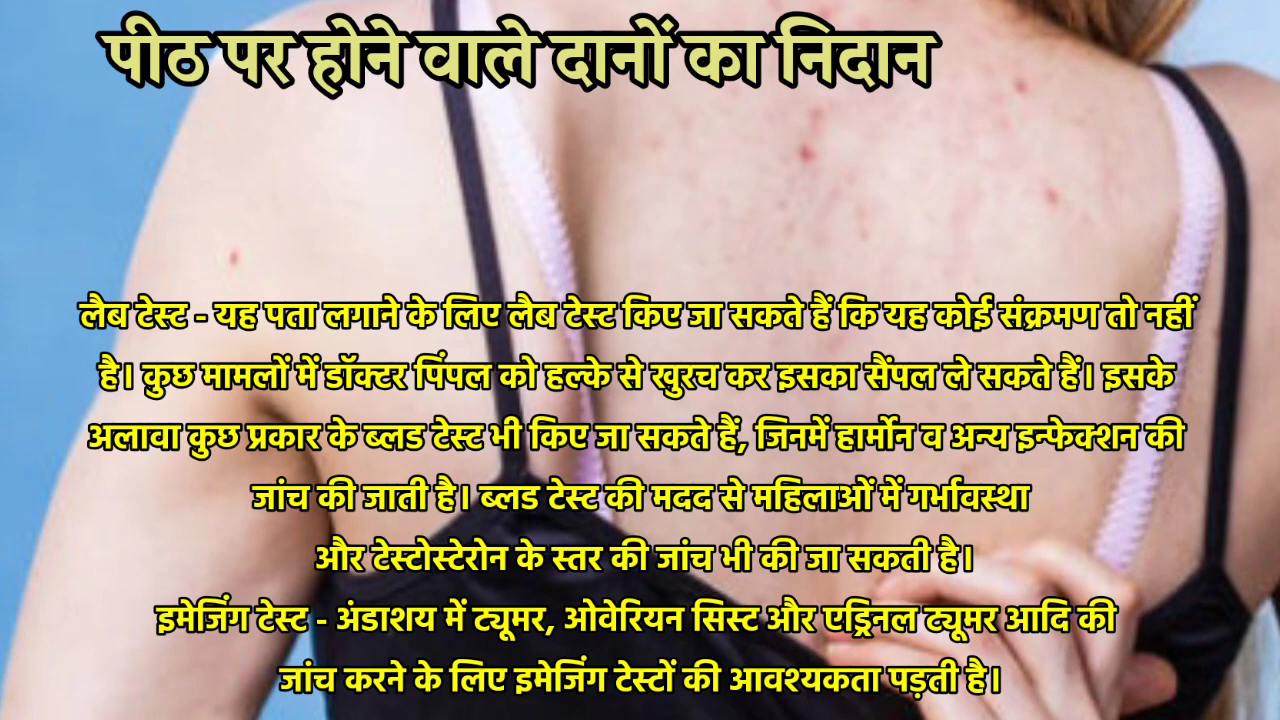 पीठ पर होने वाले दानों का निदान
लैब टेस्ट - यह पता लगाने के लिए लैब टेस्ट किए जा सकते हैं कि यह कोई संक्रमण तो नहीं
है। कुछ मामलों में डॉक्टर पिंपल को हल्के से खुरच कर इसका सैंपल ले सकते हैं। इसके
अलावा कुछ प्रकार के ब्लड टेस्ट भी किए जा सकते हैं, जिनमें हार्मोन व अन्य इन्फेक्शन की
जांच की जाती है। ब्लड टेस्ट की मदद से महिलाओं में गर्भावस्था
और टेस्टोस्टेरोन के स्तर की जांच भी की जा सकती है।
इमेजिंग टेस्ट - अंडाशय में ट्यूमर, ओवेरियन सिस्ट और एड्रिनल ट्यूमर आदि की
जांच करने के लिए इमेजिंग टेस्टों की आवश्यकता पड़ती है।